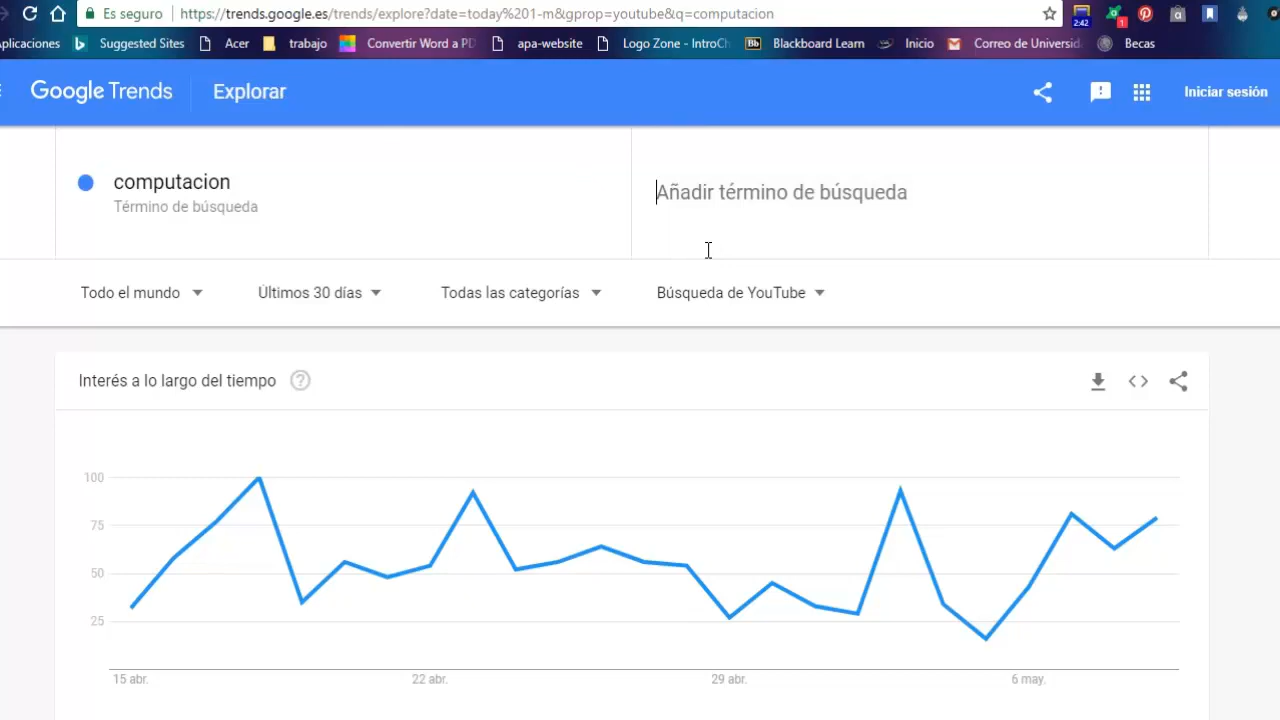 Es seguro https://trends.google.es/trends/explore?date=today%201-m&gprop=youtube&q=computacion
2:42
1
a
plicaciones Suggested Sites Acer trabajo Convertir Word a PD apa-website Logo Zone - IntroCh Bb Blackboard Learn Inicio Correo de Universid Becas
Google Trends Explorar Iniciar sesión
computacion
Término de búsqueda
Añadir término de búsqueda
Todo el mundo Últimos 30 días Todas las categorías Búsqueda de YouTube
Interés a lo largo del tiempo ?
100
75
50
25
15 abr. 22 abr. 29 abr. 6 may.